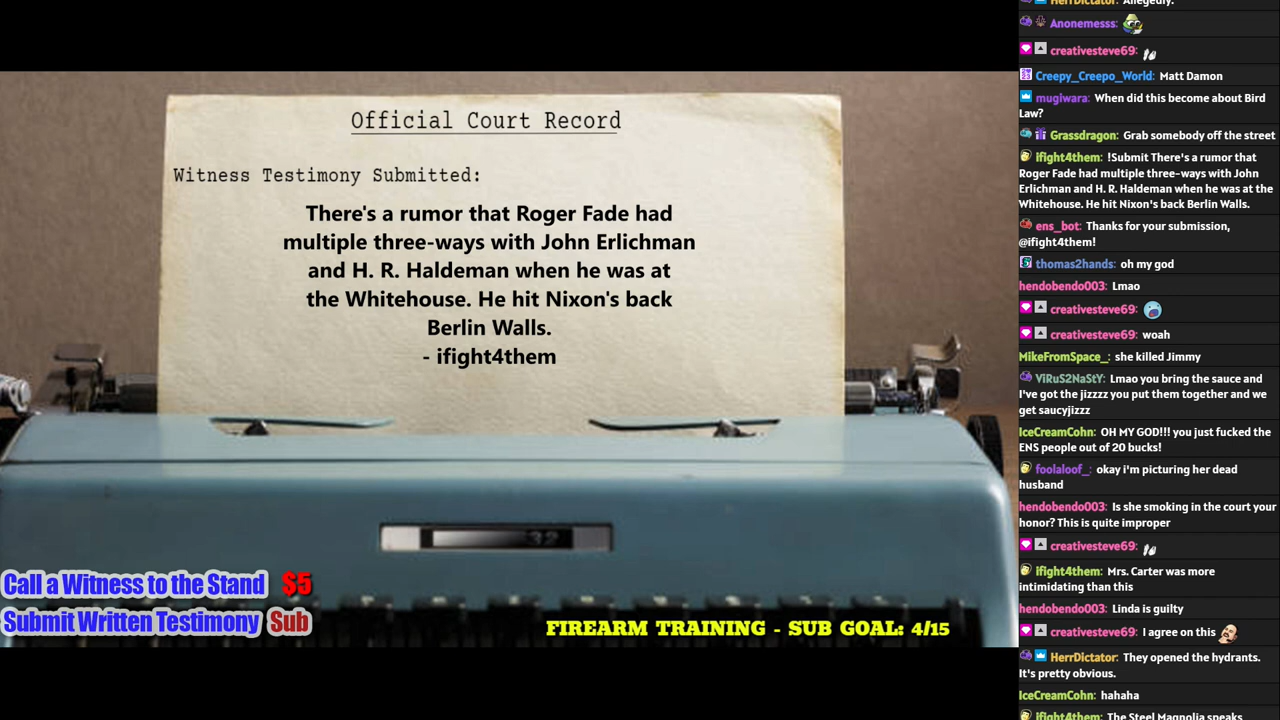 Official Court Record
Witness Testimony Submitted:
There's a rumor that Roger Fade had
multiple three-ways with John Erlichman
and H. R. Haldeman when he was at
the Whitehouse. He hit Nixon's back
Berlin Walls.
- ifight4them
32
Call a Witness to the Stand $5
Submit Written Testimony Sub
FIREARM TRAINING - SUB GOAL: 4/15
HerrDictator: Allegedly.
Anonemesss:
creativesteve69:
Creepy_Creepo_World: Matt Damon
mugiwara: When did this become about Bird
Law?
Grassdragon: Grab somebody off the street
ifight4them: !Submit There's a rumor that
Roger Fade had multiple three-ways with John
Erlichman and H. R. Haldeman when he was at the
Whitehouse. He hit Nixon's back Berlin Walls.
ens_bot: Thanks for your submission,
@ifight4them!
thomas2hands: oh my god
hendobendo003: Lmao
creativesteve69:
creativesteve69: woah
MikeFromSpace_: she killed Jimmy
ViRuS2NaStY: Lmao you bring the sauce and
I've got the jizzzz you put them together and we
get saucyjizzz
IceCreamCohn: OH MY GOD!!! you just fucked the
ENS people out of 20 bucks!
foolaloof_: okay i'm picturing her dead
husband
hendobendo003: Is she smoking in the court your
honor? This is quite improper
creativesteve69:
ifight4them: Mrs. Carter was more
intimidating than this
hendobendo003: Linda is guilty
creativesteve69: I agree on this
HerrDictator: They opened the hydrants.
It's pretty obvious.
IceCreamCohn: hahaha
ifight4them: The Steel Magnolia speaks